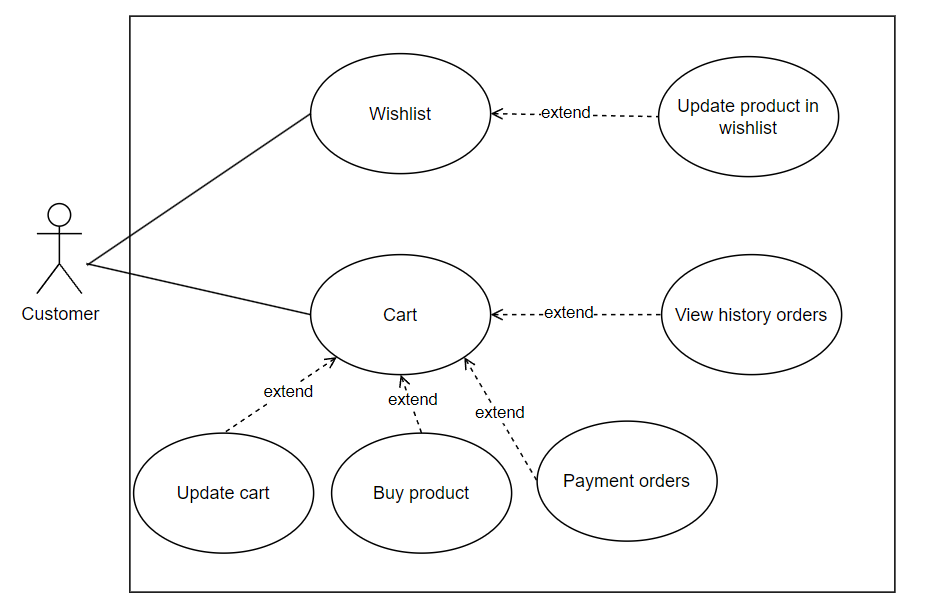 Wishlist
extend
Update product in
wishlist
Customer
Cart
extend
View history orders
extend
extend
extend
Update cart
Buy product
Payment orders